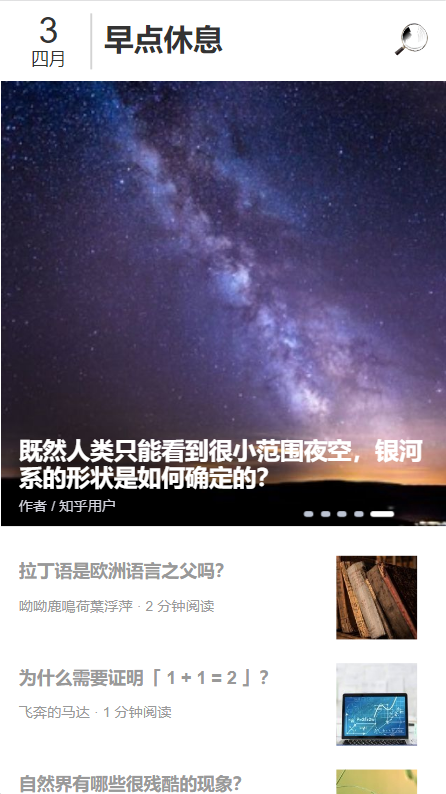 3
四月
早点休息
既然人类只能看到很小范围夜空，银河
系的形状是如何确定的?
作者 / 知乎用户
拉丁语是欧洲语言之父吗?
呦呦鹿鳴荷葉浮萍 · 2 分钟阅读
为什么需要证明「 1 + 1 = 2 」?
飞奔的马达 · 1 分钟阅读
自然界有哪些很残酷的现象?